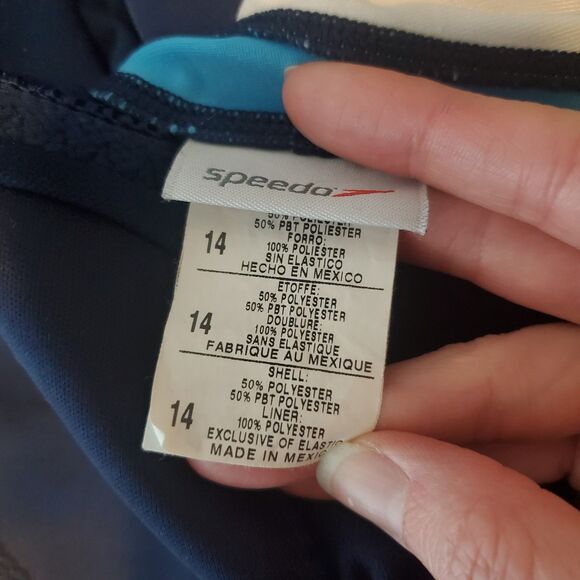 speedo
50% POLIESTER
50% PBT POLIESTER
FORRO:
14
100% POLIESTER
SIN ELASTICO
HECHO EN MEXICO
ETOFFE:
50% POLYESTER
50% PBT POLYESTER
14
DOUBLURE:
100% POLYESTER
SANS ELASTIQUE
FABRIQUE AU MEXIQUE
SHELL:
50% POLYESTER
50% PBT POLYESTER
14
LINER:
100% POLYESTER
EXCLUSIVE OF ELASTIC
MADE IN MEXICO